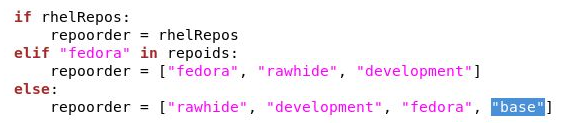 if rhelRepos:
    repoorder = rhelRepos
elif "fedora" in repoids:
    repoorder = ["fedora", "rawhide", "development"]
else:
    repoorder = ["rawhide", "development", "fedora", "base"]